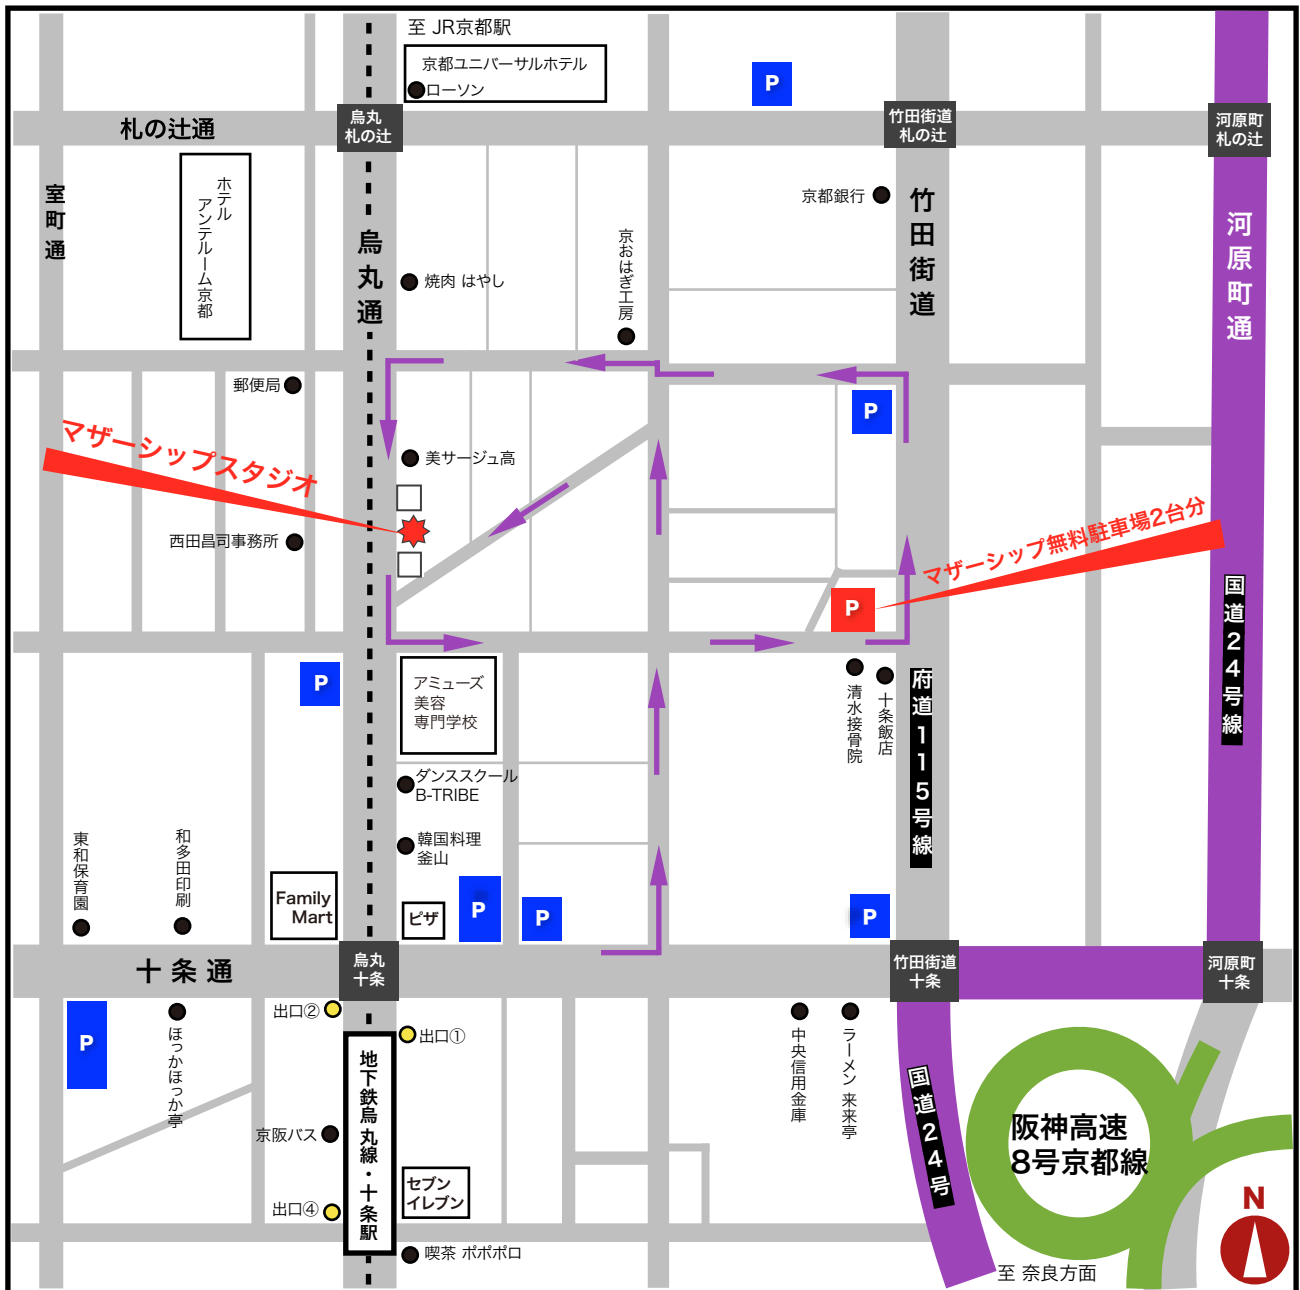 至 JR京都駅
京都ユニバーサルホテル
ローソン
P
札の辻通
烏丸
札の辻
竹田街道
札の辻
河原町
札の辻
室町通
ホテル
アンテルーム京都
烏丸通
京都銀行
竹田街道
河原町通
京おはぎ工房
焼肉 はやし
郵便局
P
マザーシップスタジオ
美サージュ高
西田昌司事務所
マザーシップ無料駐車場2台分
P
国道24号線
P
アミューズ
美容
専門学校
清水接骨院
十条飯店
府道115号線
ダンススクール
B-TRIBE
韓国料理
釜山
東和保育園
和多田印刷
Family
Mart
ピザ
P
P
P
十条通
烏丸
十条
竹田街道
十条
河原町
十条
P
ほっかほっか亭
出口②
出口①
地下鉄烏丸線・十条駅
中央信用金庫
ラーメン 来来亭
国道24号
阪神高速
8号京都線
京阪バス
セブン
イレブン
出口④
喫茶 ポポポロ
至 奈良方面
N